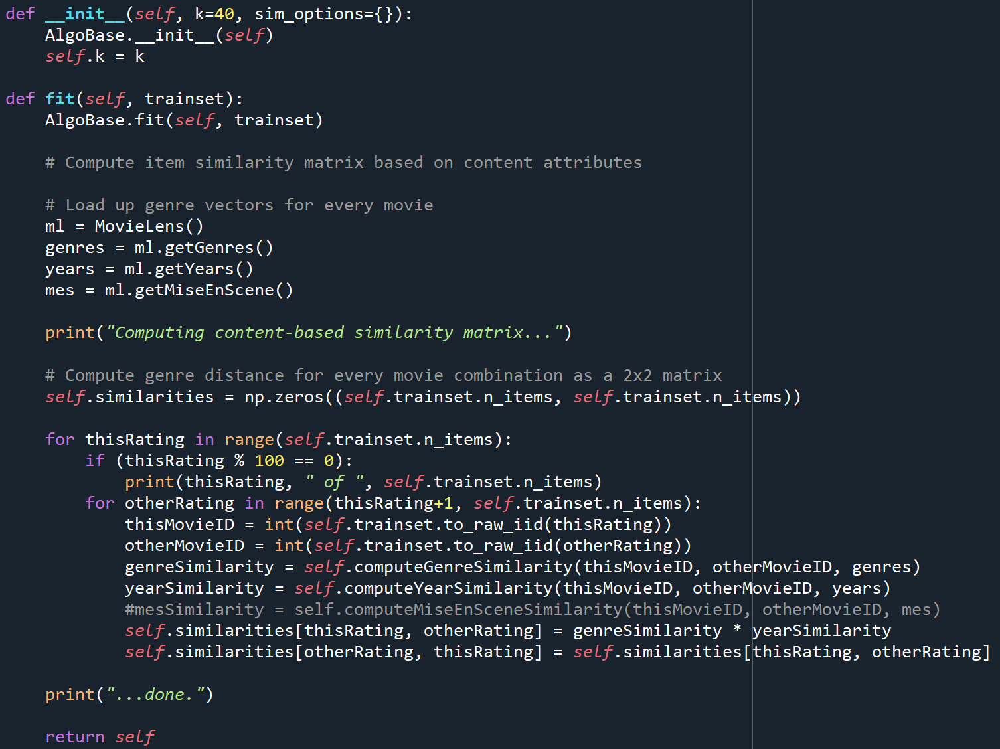 def __init__(self, k=40, sim_options={}):
    AlgoBase.__init__(self)
    self.k = k

def fit(self, trainset):
    AlgoBase.fit(self, trainset)

    # Compute item similarity matrix based on content attributes

    # Load up genre vectors for every movie
    ml = MovieLens()
    genres = ml.getGenres()
    years = ml.getYears()
    mes = ml.getMiseEnScene()

    print("Computing content-based similarity matrix...")

    # Compute genre distance for every movie combination as a 2x2 matrix
    self.similarities = np.zeros((self.trainset.n_items, self.trainset.n_items))

    for thisRating in range(self.trainset.n_items):
        if (thisRating % 100 == 0):
            print(thisRating, " of ", self.trainset.n_items)
        for otherRating in range(thisRating+1, self.trainset.n_items):
            thisMovieID = int(self.trainset.to_raw_iid(thisRating))
            otherMovieID = int(self.trainset.to_raw_iid(otherRating))
            genreSimilarity = self.computeGenreSimilarity(thisMovieID, otherMovieID, genres)
            yearSimilarity = self.computeYearSimilarity(thisMovieID, otherMovieID, years)
            #mesSimilarity = self.computeMiseEnSceneSimilarity(thisMovieID, otherMovieID, mes)
            self.similarities[thisRating, otherRating] = genreSimilarity * yearSimilarity
            self.similarities[otherRating, thisRating] = self.similarities[thisRating, otherRating]

    print("...done.")

    return self